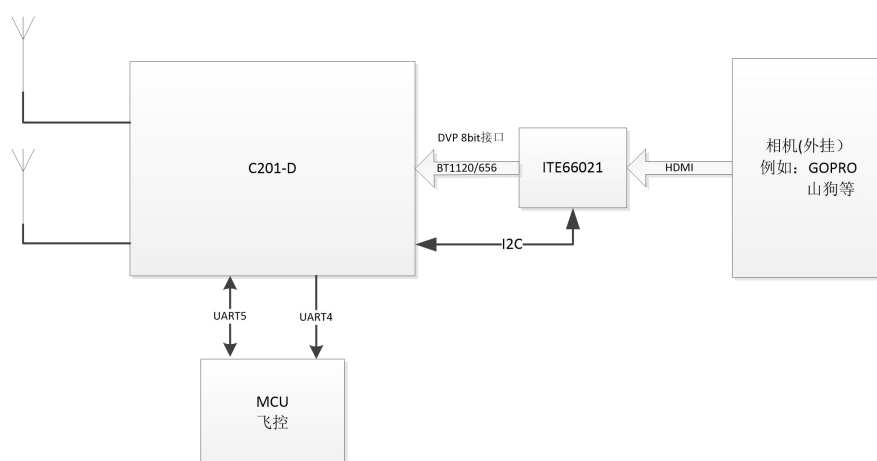 C201-D
DVP 8bit接口
BT1120/656
ITE66021
HDMI
相机(外挂）
例如：GOPRO
山狗等
I2C
UART5
UART4
MCU
飞控